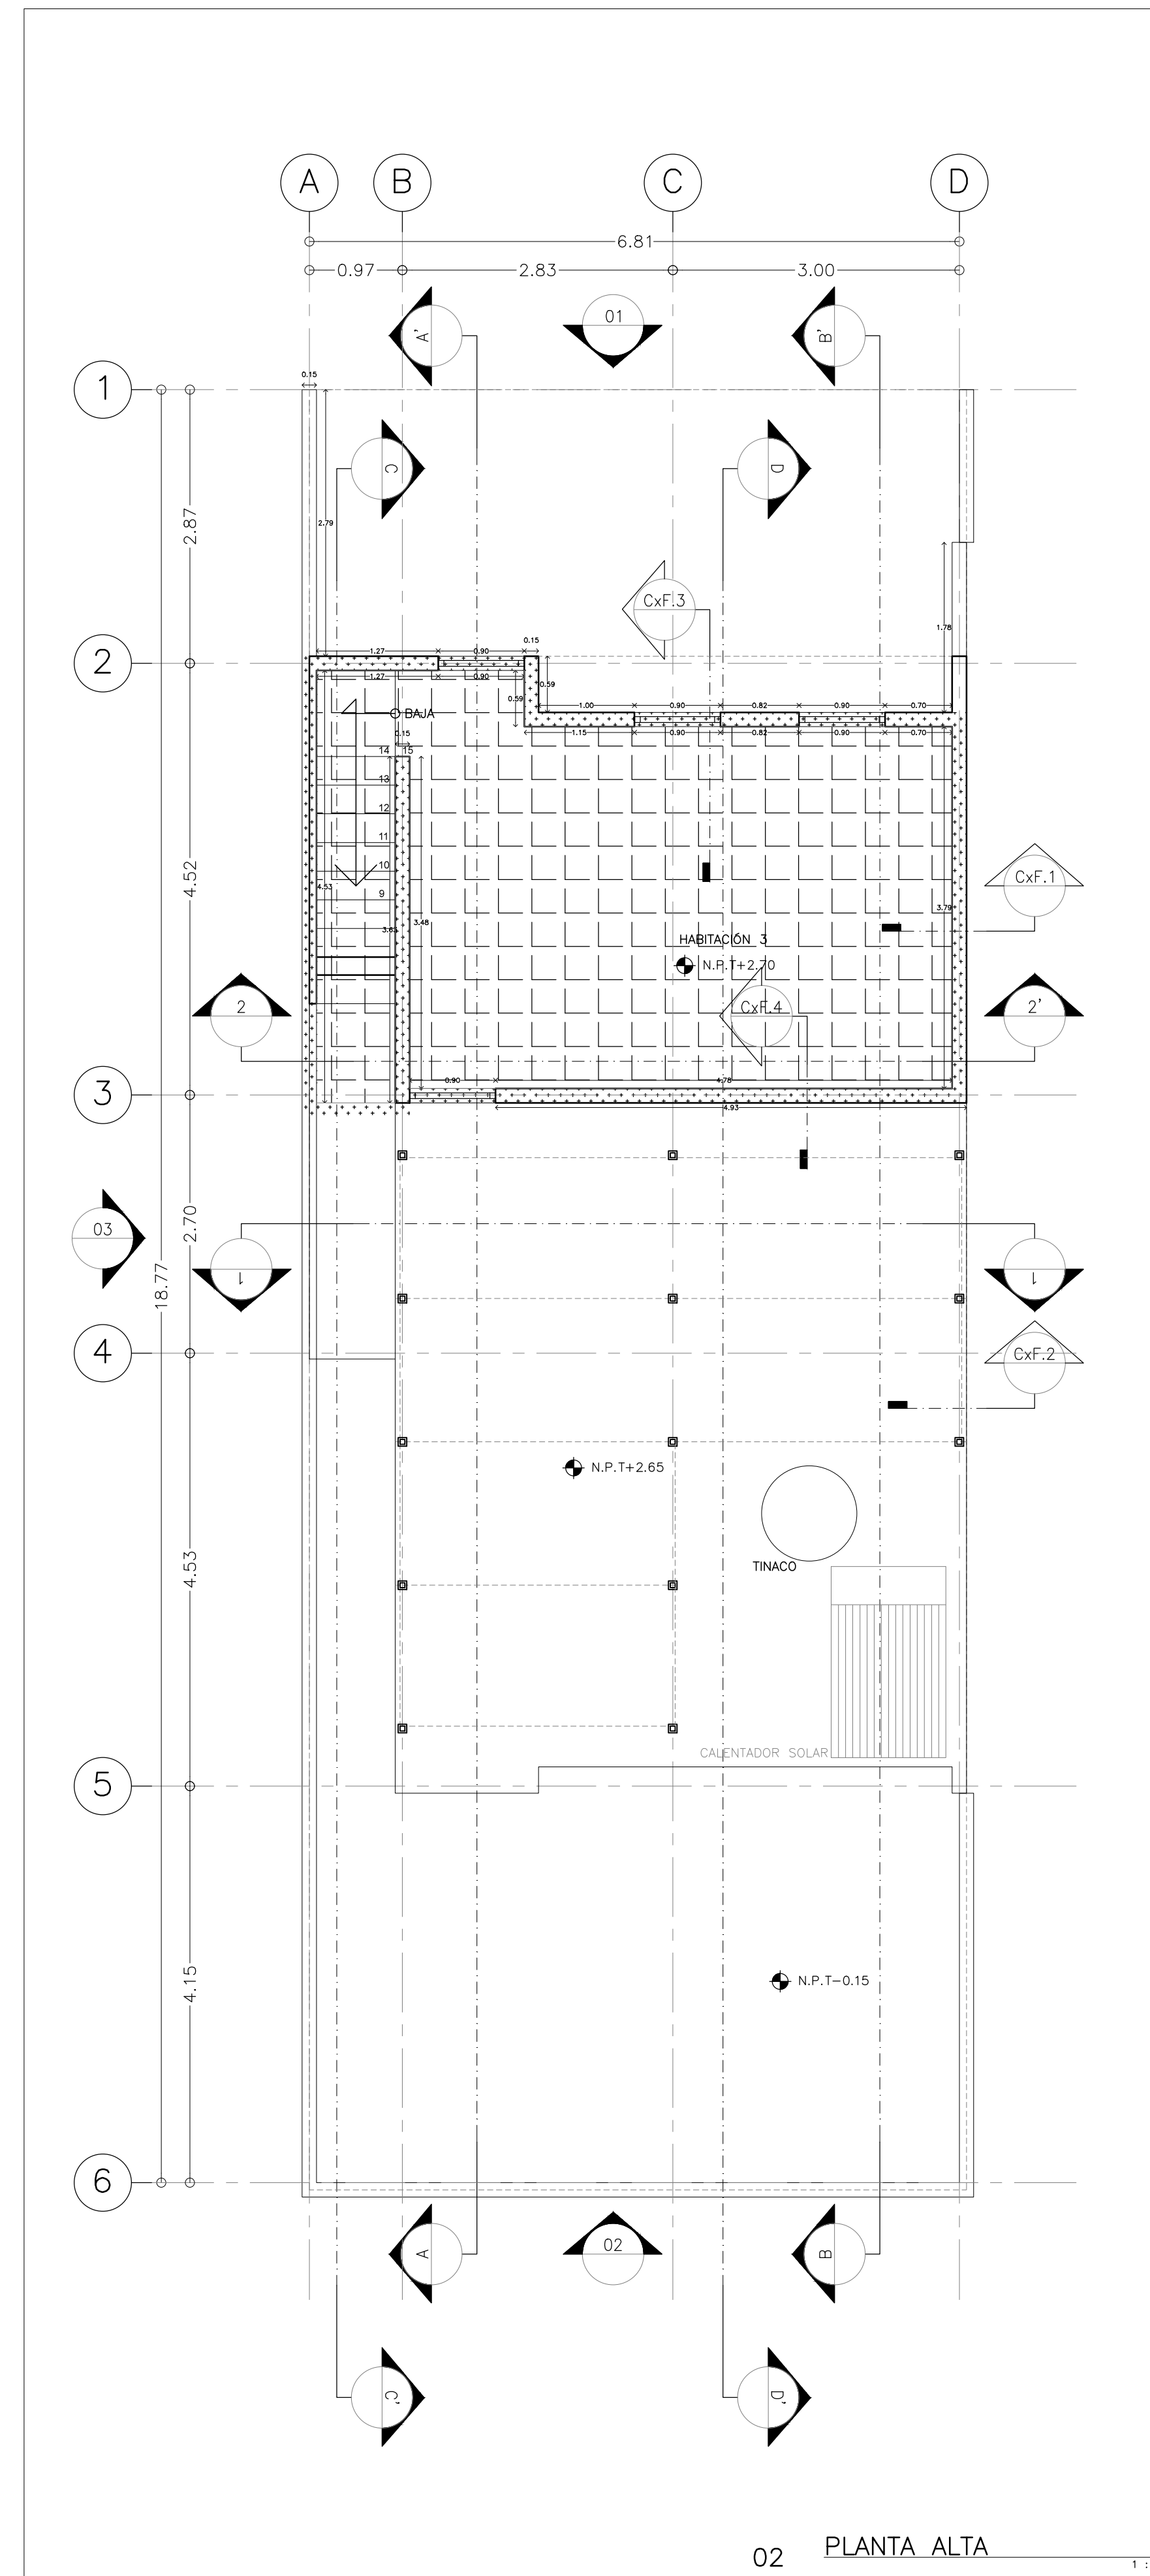 A B C D
6.81
0.97 2.83 3.00
A' 01 B'
0.15
1
C D
2.79
2.87
CxF.3
1.78
0.15
2
1.27 0.90
1.27 0.90
0.59
0.59
BAJA
1.00 0.90 0.82 0.90 0.70
1.15 0.90 0.82 0.90 0.70
0.15
14 15
13
12
11
10
9
4.52
CxF.1
4.53
3.63
3.48
3.79
HABITACIÓN 3
N.P.T+2.70
2 CxF.4 2'
3
0.90 4.78
4.93
03
2.70
1 1
18.77
4
CxF.2
N.P.T+2.65
TINACO
4.53
CALENTADOR SOLAR
5
N.P.T-0.15
4.15
6
A 02 B
C' D'
02 PLANTA ALTA
1 :